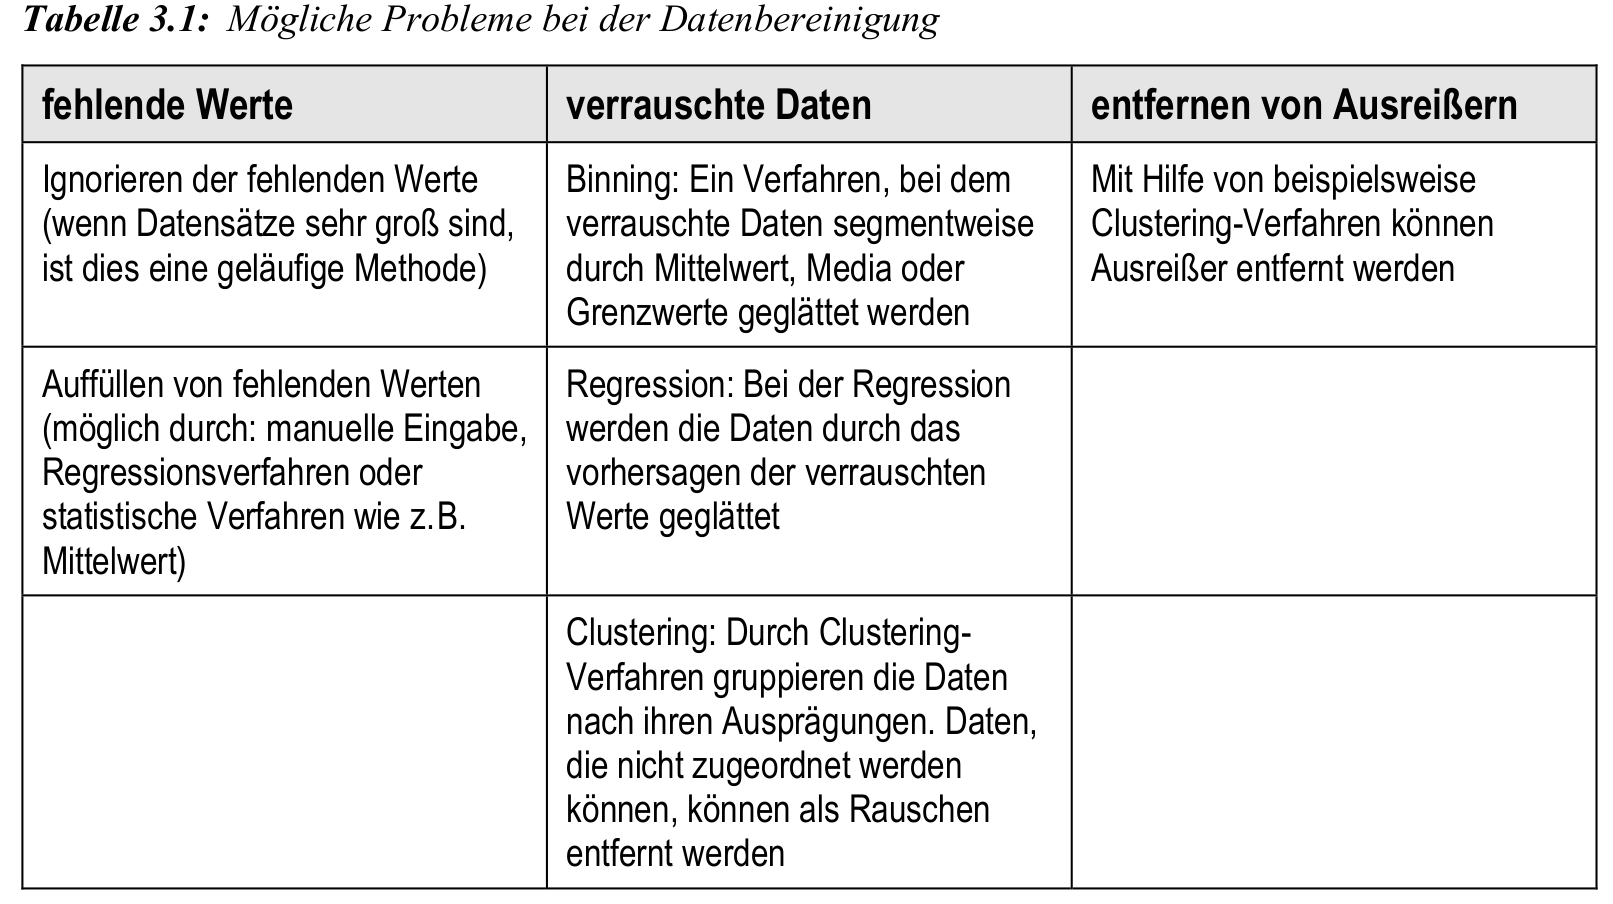 Tabelle 3.1: Mögliche Probleme bei der Datenbereinigung
fehlende Werte
verrauschte Daten
entfernen von Ausreißern
Ignorieren der fehlenden Werte
(wenn Datensätze sehr groß sind,
ist dies eine geläufige Methode)
Binning: Ein Verfahren, bei dem
verrauschte Daten segmentweise
durch Mittelwert, Media oder
Grenzwerte geglättet werden
Mit Hilfe von beispielsweise
Clustering-Verfahren können
Ausreißer entfernt werden
Auffüllen von fehlenden Werten
(möglich durch: manuelle Eingabe,
Regressionsverfahren oder
statistische Verfahren wie z.B.
Mittelwert)
Regression: Bei der Regression
werden die Daten durch das
vorhersagen der verrauschten
Werte geglättet
Clustering: Durch Clustering-
Verfahren gruppieren die Daten
nach ihren Ausprägungen. Daten,
die nicht zugeordnet werden
können, können als Rauschen
entfernt werden